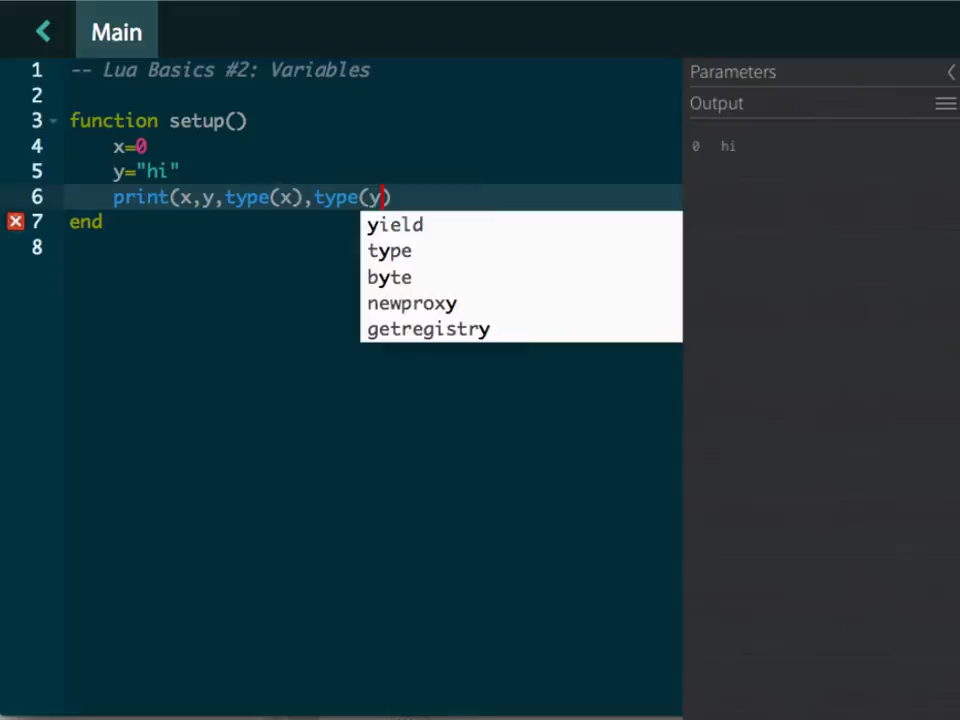 Main
1 -- Lua Basics #2: Variables
2
3 function setup()
4 x=0
5 y="hi"
6 print(x,y,type(x),type(y)
7 end
8
yield
type
byte
newproxy
getregistry
Parameters
Output
0 hi